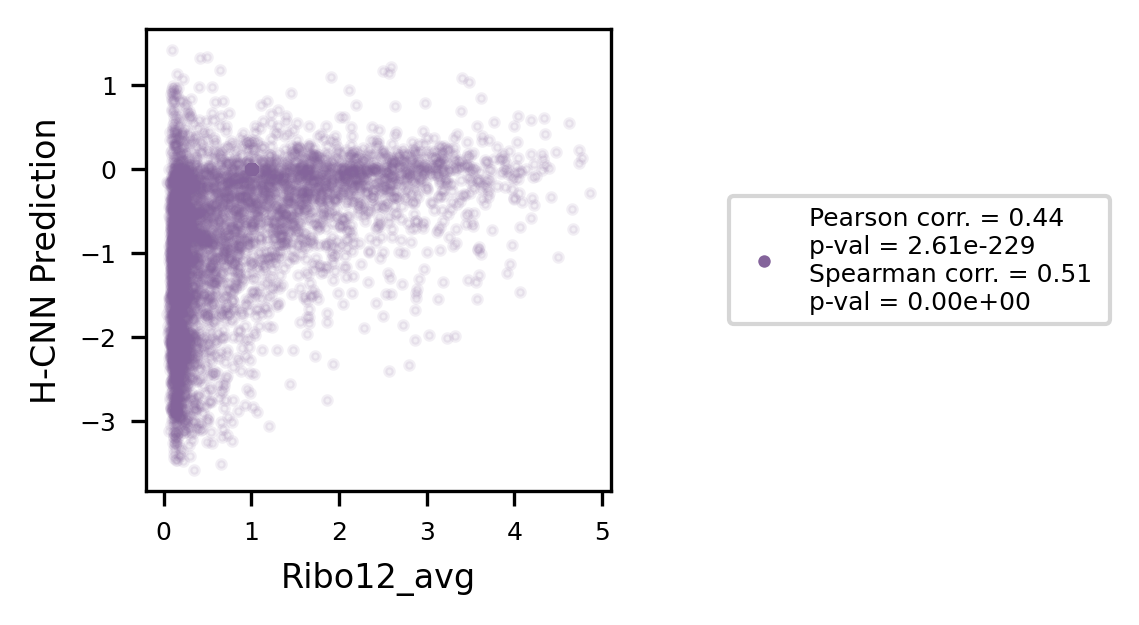 H-CNN Prediction
1
0
−1
−2
−3
0 1 2 3 4 5
Ribo12_avg
Pearson corr. = 0.44
p-val = 2.61e-229
Spearman corr. = 0.51
p-val = 0.00e+00